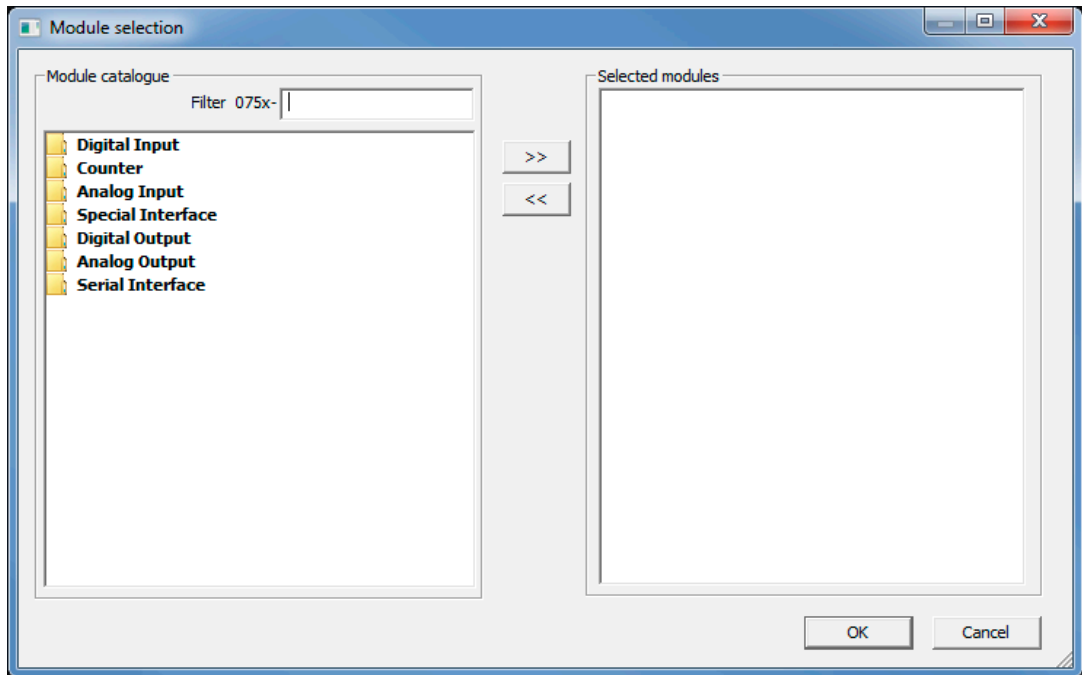 Module selection
Module catalogue
Filter 075x-
Digital Input
Counter
Analog Input
Special Interface
Digital Output
Analog Output
Serial Interface
>>
<<
Selected modules
OK
Cancel